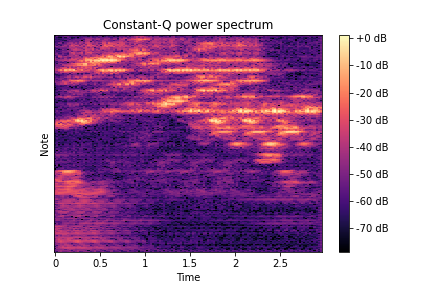 Constant-Q power spectrum
Note
+0 dB
-10 dB
-20 dB
-30 dB
-40 dB
-50 dB
-60 dB
-70 dB
0 0.5 1 1.5 2 2.5
Time